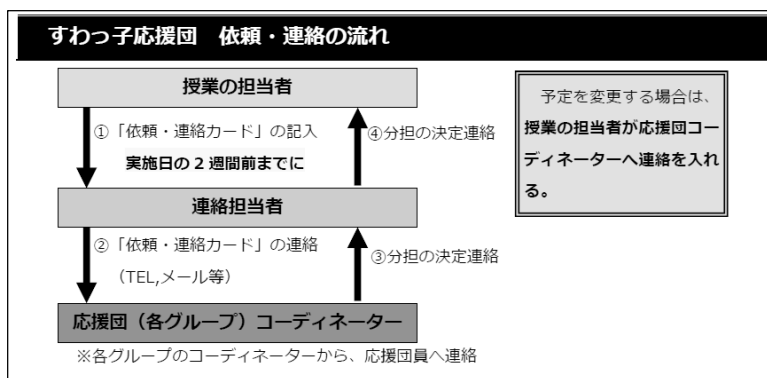 すわっ子応援団　依頼・連絡の流れ
授業の担当者
①「依頼・連絡カード」の記入
実施日の２週間前までに
④分担の決定連絡
連絡担当者
②「依頼・連絡カード」の連絡
（TEL,メール等）
③分担の決定連絡
応援団（各グループ）コーディネーター
※各グループのコーディネーターから、応援団員へ連絡
予定を変更する場合は、
授業の担当者が応援団コー
ディネーターへ連絡を入れ
る。